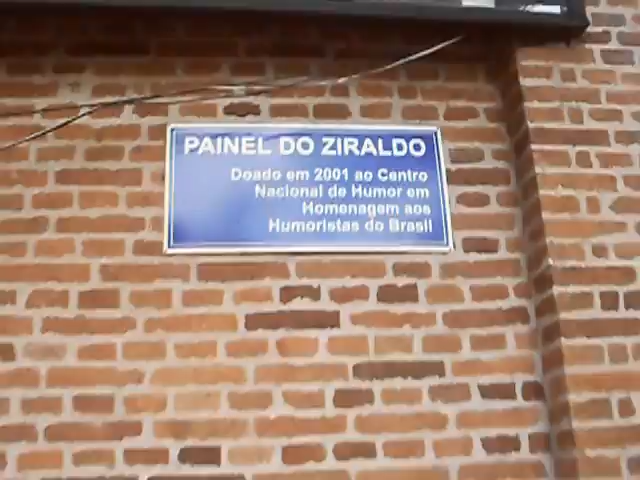 PAINEL DO ZIRALDO
Doado em 2001 ao Centro
Nacional de Humor em
Homenagem aos
Humoristas do Brasil